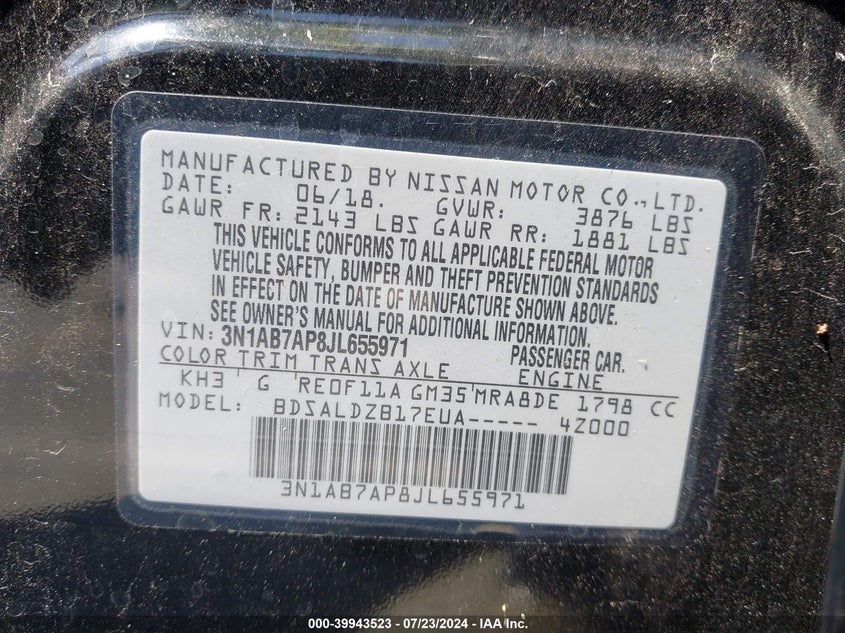 MANUFACTURED BY NISSAN MOTOR CO., LTD.
DATE: 06/18. GVWR: 3876 LBS
GAWR FR: 2143 LBS GAWR RR: 1881 LBS
THIS VEHICLE CONFORMS TO ALL APPLICABLE FEDERAL MOTOR
VEHICLE SAFETY, BUMPER AND THEFT PREVENTION STANDARDS
IN EFFECT ON THE DATE OF MANUFACTURE SHOWN ABOVE.
SEE OWNER'S MANUAL FOR ADDITIONAL INFORMATION.
VIN: 3N1AB7AP8JL655971 PASSENGER CAR.
COLOR TRIM TRANS AXLE ENGINE
KH3 G RE0F11A GM35 MRA8DE 1798 CC
MODEL: BDSALDZB17EUA----- 4Z000
3N1AB7AP8JL655971
000-39943523 - 07/23/2024 - IAA Inc.